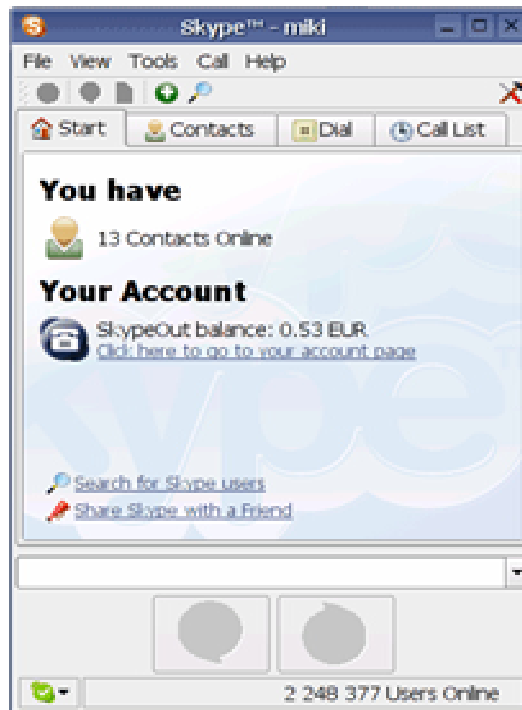 Skype™ - miki
File View Tools Call Help
Start Contacts Dial Call List
You have
13 Contacts Online
Your Account
SkypeOut balance: 0.53 EUR
Click here to go to your account page
Search for Skype users
Share Skype with a Friend
2 248 377 Users Online